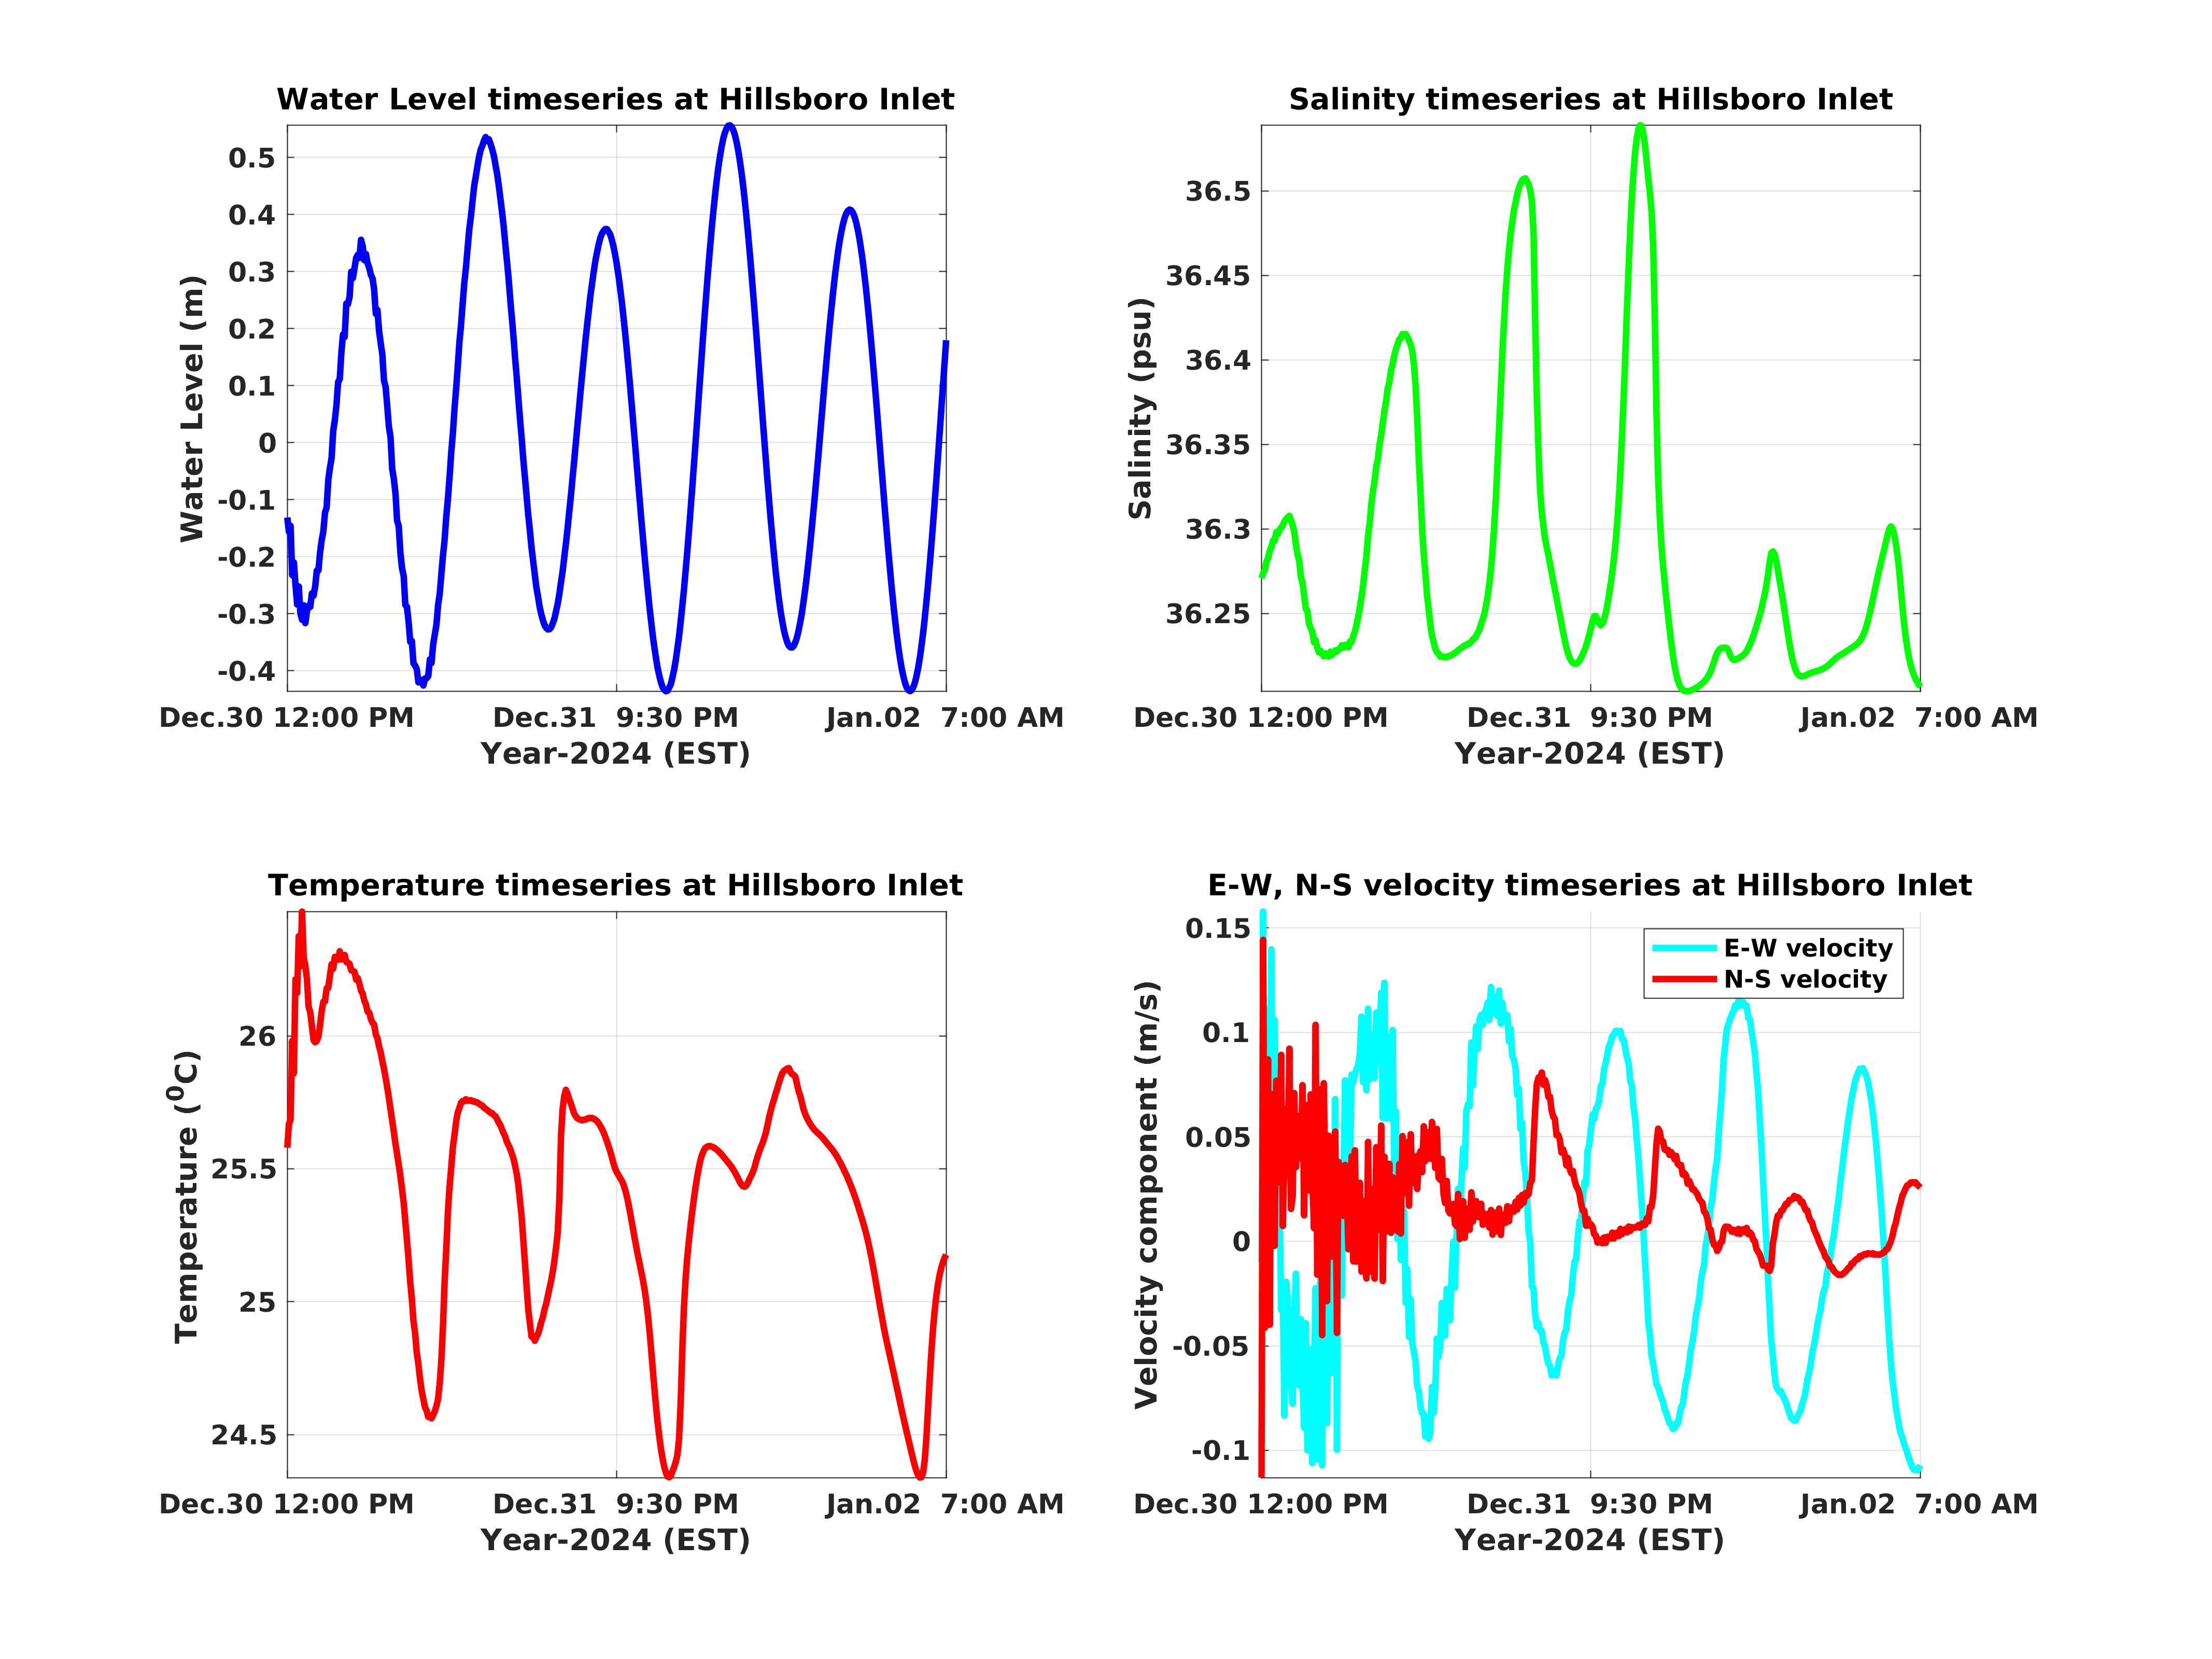 Water Level timeseries at Hillsboro Inlet
Water Level (m)
0.5
0.4
0.3
0.2
0.1
0
-0.1
-0.2
-0.3
-0.4
Dec.30 12:00 PM
Dec.31 9:30 PM
Jan.02 7:00 AM
Year-2024 (EST)
Salinity timeseries at Hillsboro Inlet
Salinity (psu)
36.5
36.45
36.4
36.35
36.3
36.25
Dec.30 12:00 PM
Dec.31 9:30 PM
Jan.02 7:00 AM
Year-2024 (EST)
Temperature timeseries at Hillsboro Inlet
Temperature (⁰C)
26
25.5
25
24.5
Dec.30 12:00 PM
Dec.31 9:30 PM
Jan.02 7:00 AM
Year-2024 (EST)
E-W, N-S velocity timeseries at Hillsboro Inlet
Velocity component (m/s)
0.15
0.1
0.05
0
-0.05
-0.1
E-W velocity
N-S velocity
Dec.30 12:00 PM
Dec.31 9:30 PM
Jan.02 7:00 AM
Year-2024 (EST)